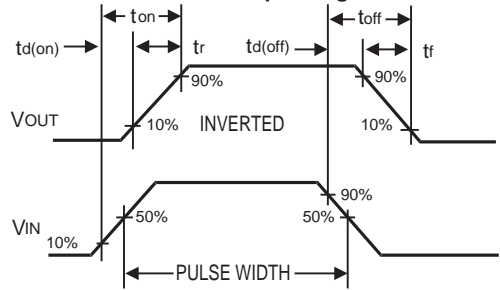 ton
toff
td(on)
tr
td(off)
tf
90%
90%
VOUT
10%
INVERTED
10%
90%
VIN
50%
50%
10%
PULSE WIDTH